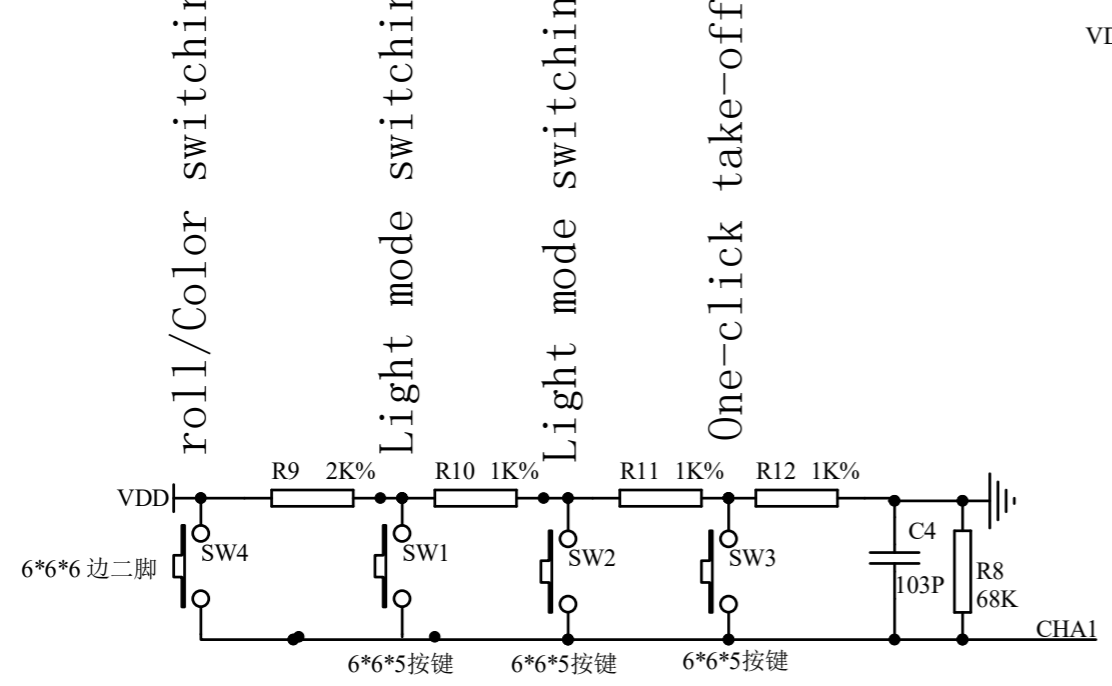 roll/Color switchin
Light mode switchin
Light mode switchin
One-click take-off
VD
R9 2K%
R10 1K%
R11 1K%
R12 1K%
VDD
SW4
SW1
SW2
SW3
C4
103P
R8
68K
6*6*6 边二脚
CHA1
6*6*5按键
6*6*5按键
6*6*5按键